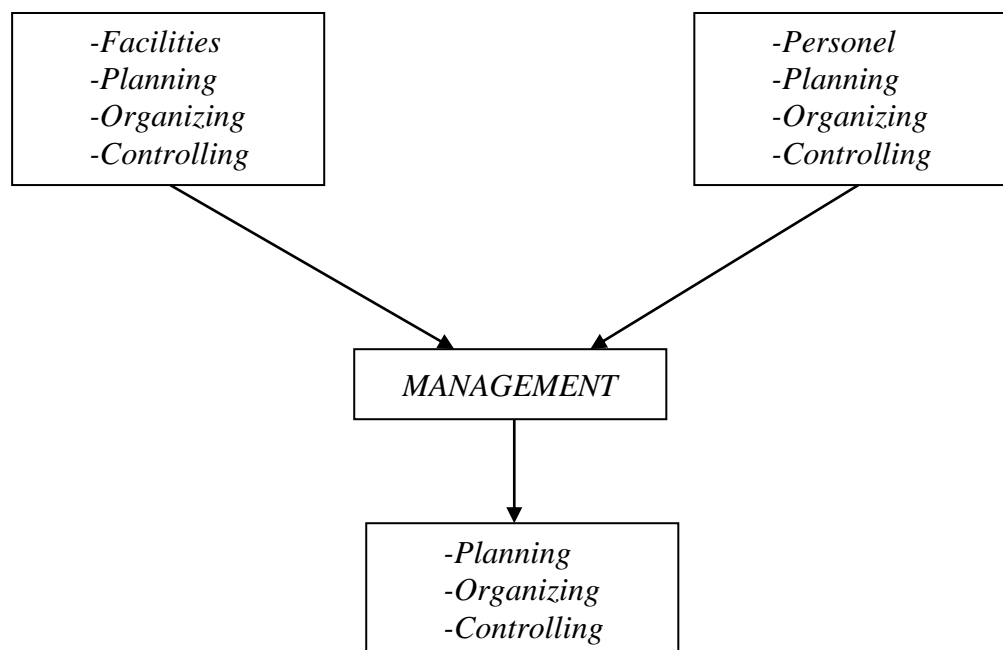 -Facilities
-Planning
-Organizing
-Controlling
-Personel
-Planning
-Organizing
-Controlling
MANAGEMENT
-Planning
-Organizing
-Controlling